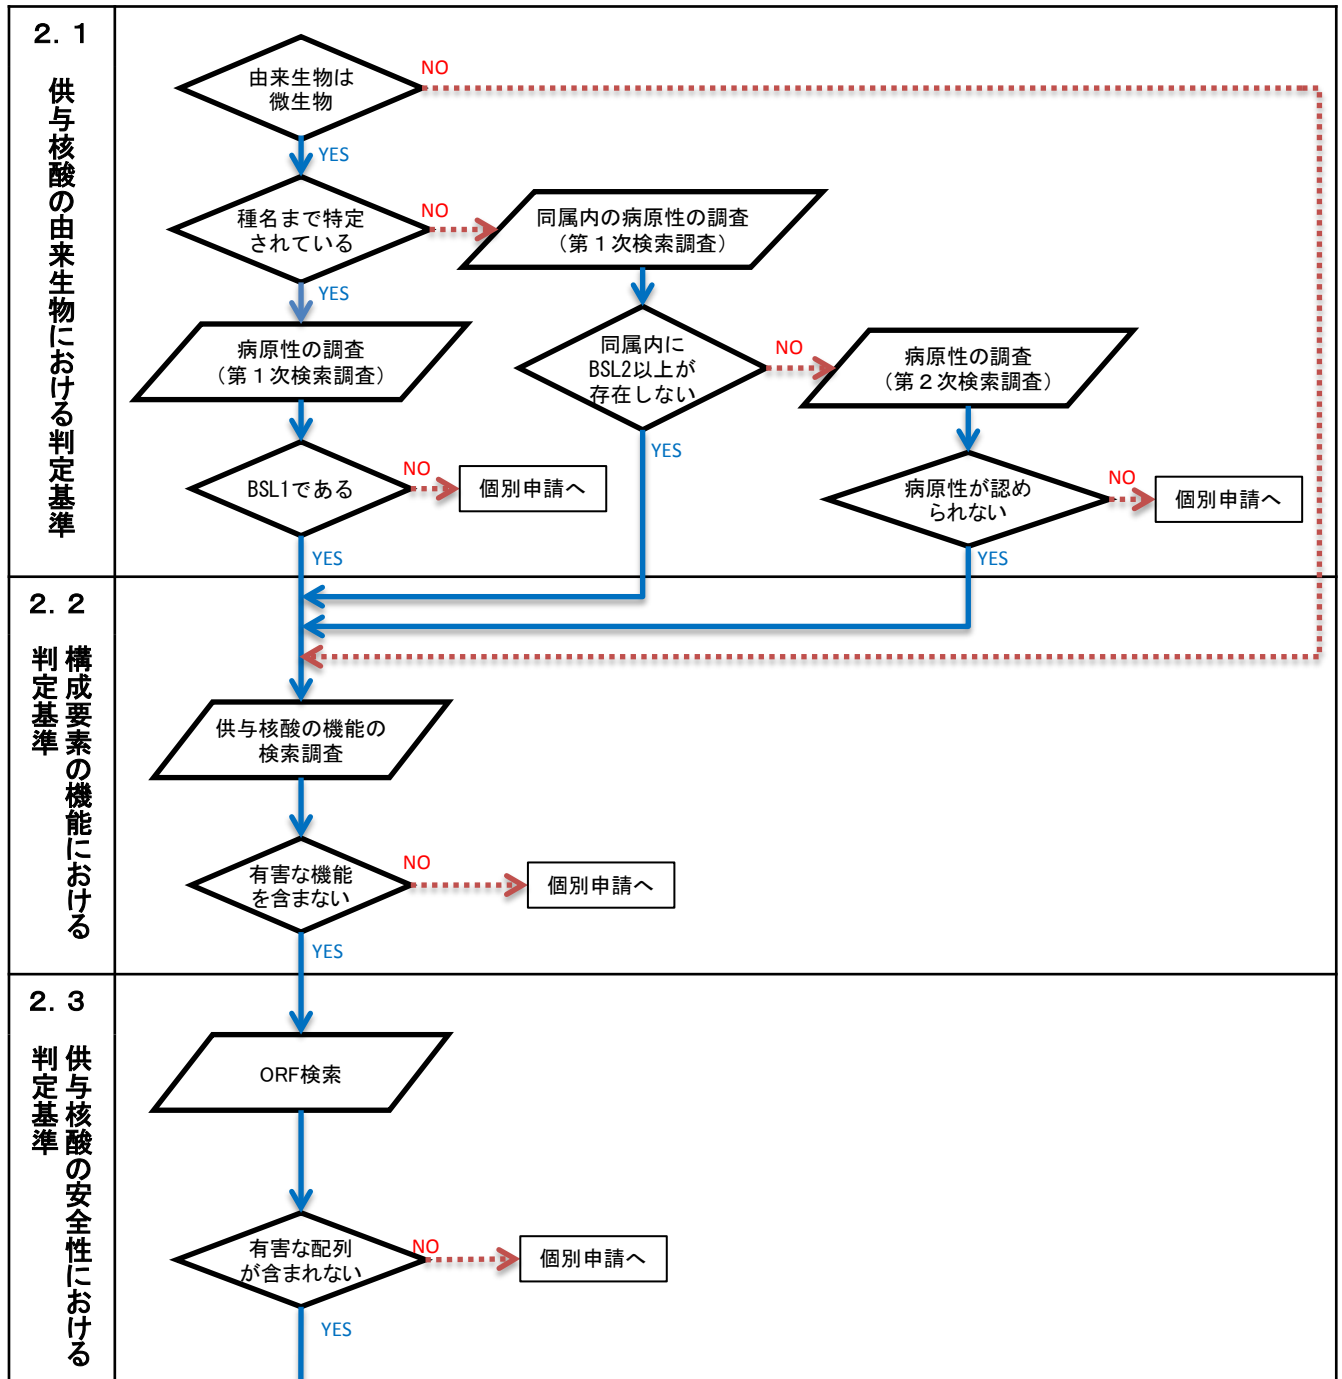 ２．１
供与核酸の由来生物における判定基準
由来生物は
微生物
NO
YES
種名まで特定
されている
NO
同属内の病原性の調査
（第１次検索調査）
YES
病原性の調査
（第１次検索調査）
同属内に
BSL2以上が
存在しない
NO
病原性の調査
（第２次検索調査）
YES
BSL1である
NO
個別申請へ
病原性が認め
られない
NO
個別申請へ
YES
YES
２．２
構成要素の機能における
判定基準
供与核酸の機能の
検索調査
有害な機能
を含まない
NO
個別申請へ
YES
２．３
供与核酸の安全性における
判定基準
ORF検索
有害な配列
が含まれない
NO
個別申請へ
YES